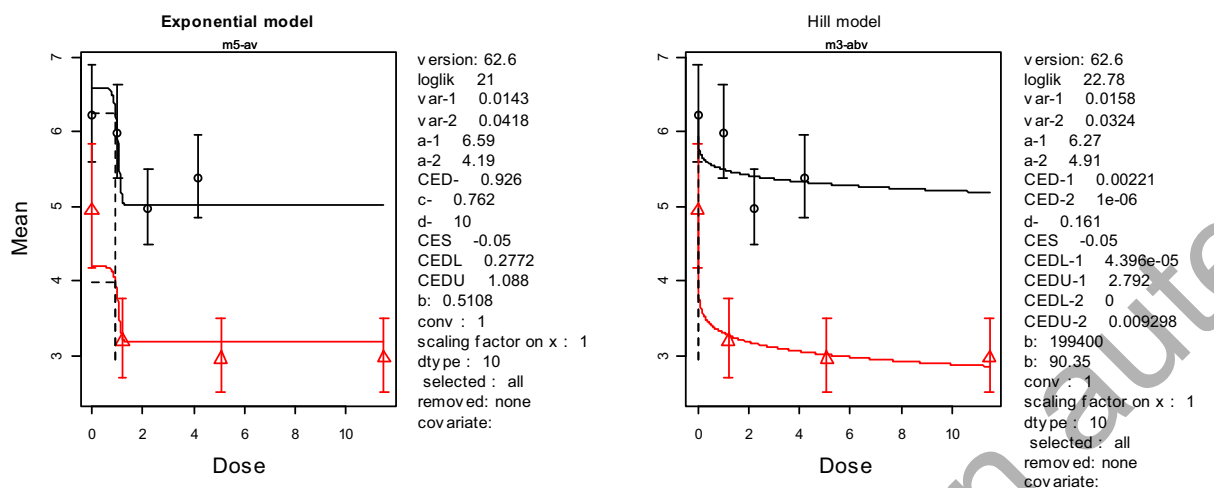 Exponential model
m5-av
7
6
5
4
3
Mean
0
2
4
6
8
10
Dose
version: 62.6
loglik 21
var-1 0.0143
var-2 0.0418
a-1 6.59
a-2 4.19
CED- 0.926
c- 0.762
d- 10
CES -0.05
CEDL 0.2772
CEDU 1.088
b: 0.5108
conv : 1
scaling factor on x : 1
dtype : 10
selected : all
removed: none
covariate:
Hill model
m3-abv
7
6
5
4
3
0
2
4
6
8
10
Dose
version: 62.6
loglik 22.78
var-1 0.0158
var-2 0.0324
a-1 6.27
a-2 4.91
CED-1 0.00221
CED-2 1e-06
d- 0.161
CES -0.05
CEDL-1 4.396e-05
CEDU-1 2.792
CEDL-2 0
CEDU-2 0.009298
b: 199400
b: 90.35
conv : 1
scaling factor on x : 1
dtype : 10
selected : all
removed: none
covariate:
n aute